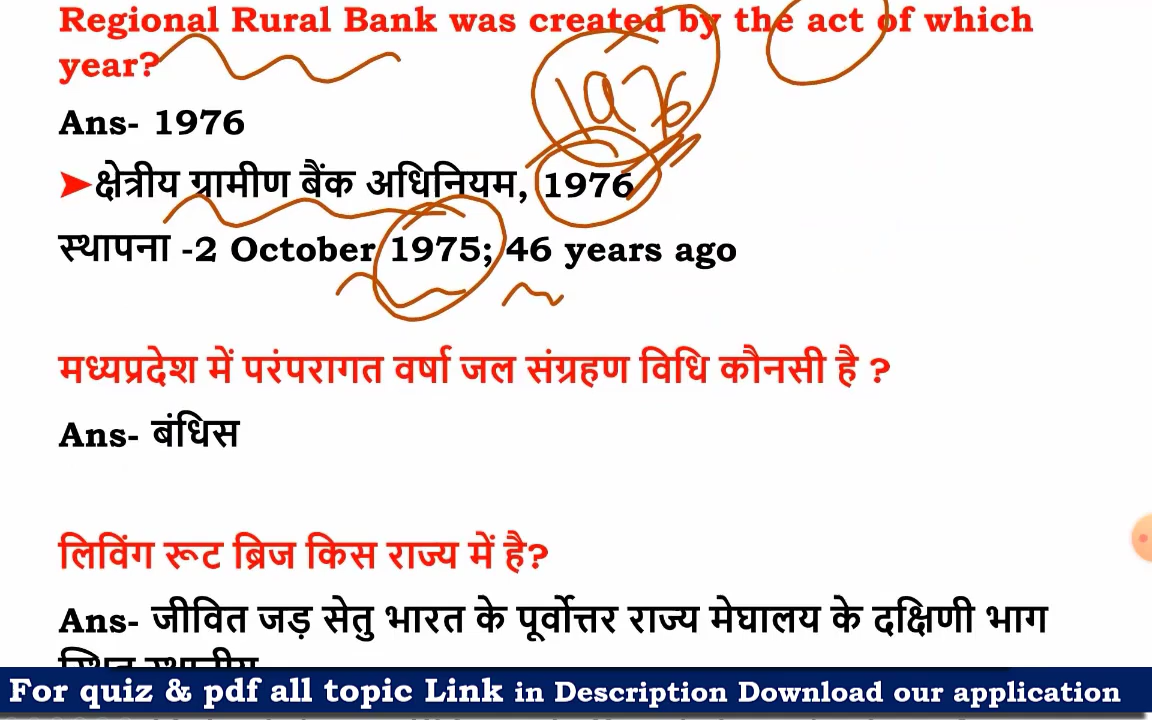 Regional Rural Bank was created by the act of which
year?
1976
Ans- 1976
➤क्षेत्रीय ग्रामीण बैंक अधिनियम, 1976
स्थापना -2 October 1975; 46 years ago
मध्यप्रदेश में परंपरागत वर्षा जल संग्रहण विधि कौनसी है ?
Ans- बंधिस
लिविंग रूट ब्रिज किस राज्य में है?
Ans- जीवित जड़ सेतु भारत के पूर्वोत्तर राज्य मेघालय के दक्षिणी भाग
For quiz & pdf all topic Link in Description Download our application